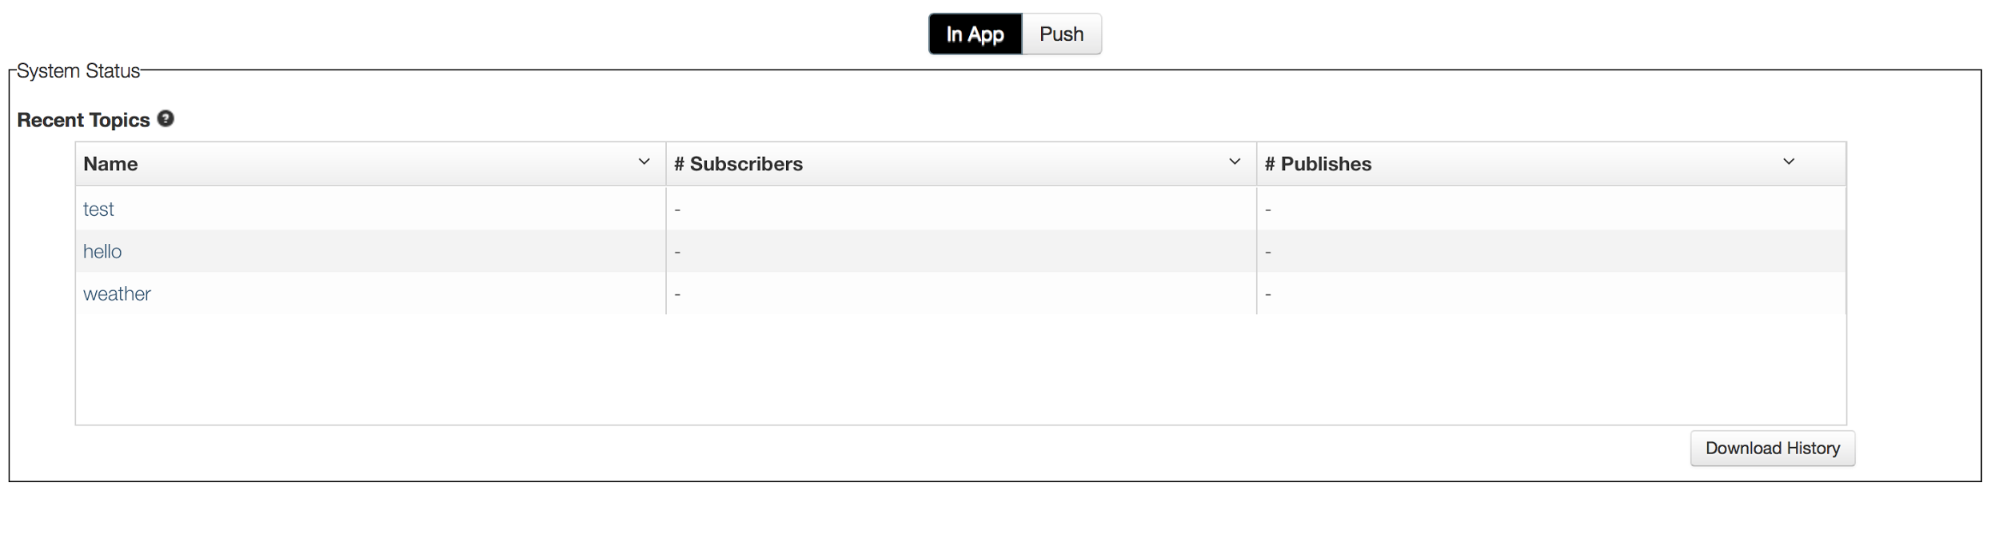 In App Push
System Status
Recent Topics ?
Name # Subscribers # Publishes
test - -
hello - -
weather - -
Download History